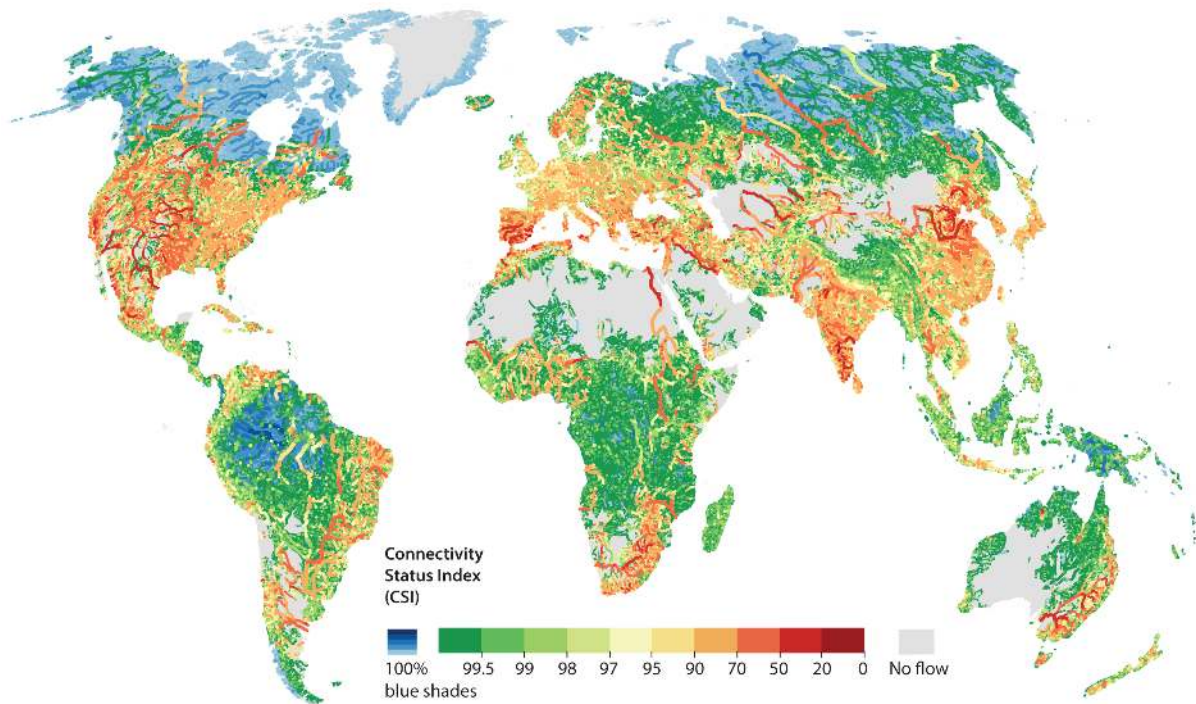 Connectivity
Status Index
(CSI)
100% 99.5 99 98 97 95 90 70 50 20 0 No flow
blue shades